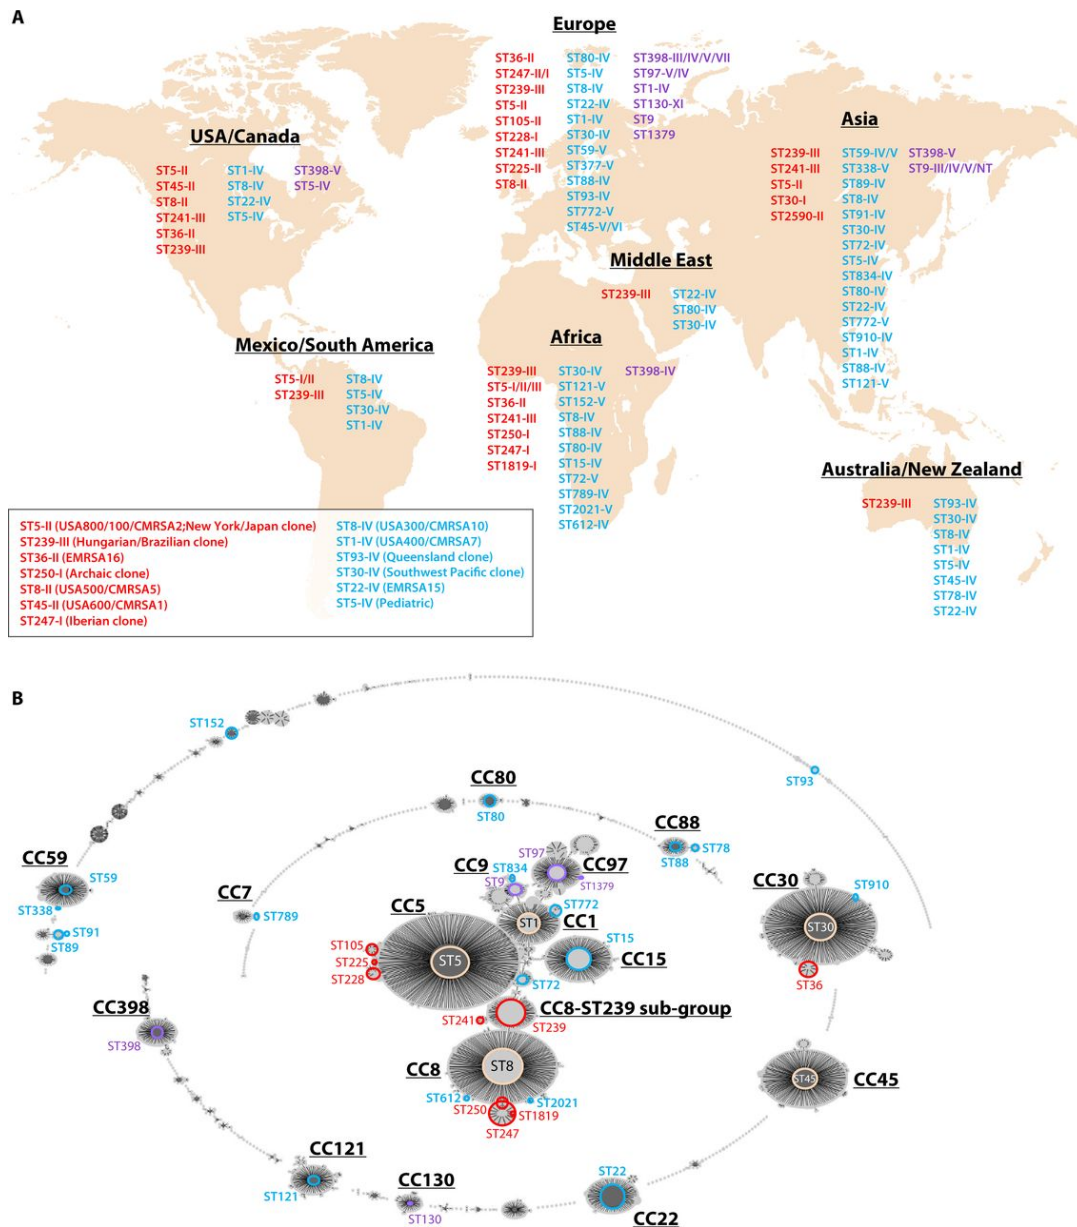 A
Europe
ST36-II
ST247-II/I
ST239-III
ST5-II
ST105-II
ST228-I
ST241-III
ST225-II
ST8-II
ST80-IV
ST5-IV
ST8-IV
ST22-IV
ST1-IV
ST30-IV
ST59-V
ST377-V
ST88-IV
ST93-IV
ST772-V
ST45-V/VI
ST398-III/IV/V/VII
ST97-V/IV
ST1-IV
ST130-XI
ST9
ST1379
USA/Canada
ST5-II
ST45-II
ST8-II
ST241-III
ST36-II
ST239-III
ST1-IV
ST8-IV
ST22-IV
ST5-IV
ST398-V
ST5-IV
Asia
ST239-III
ST241-III
ST5-II
ST30-I
ST2590-II
ST59-IV/V
ST338-V
ST89-IV
ST8-IV
ST91-IV
ST30-IV
ST72-IV
ST5-IV
ST834-IV
ST80-IV
ST22-IV
ST772-V
ST910-IV
ST1-IV
ST88-IV
ST121-V
ST398-V
ST9-III/IV/V/NT
Middle East
ST239-III
ST22-IV
ST80-IV
ST30-IV
Mexico/South America
ST5-I/II
ST239-III
ST8-IV
ST5-IV
ST30-IV
ST1-IV
Africa
ST239-III
ST5-I/II/III
ST36-II
ST241-III
ST250-I
ST247-I
ST1819-I
ST30-IV
ST121-V
ST152-V
ST8-IV
ST88-IV
ST80-IV
ST15-IV
ST72-V
ST789-IV
ST2021-V
ST612-IV
ST398-IV
Australia/New Zealand
ST239-III
ST93-IV
ST30-IV
ST8-IV
ST1-IV
ST5-IV
ST45-IV
ST78-IV
ST22-IV
ST5-II (USA800/100/CMRSA2;New York/Japan clone)
ST239-III (Hungarian/Brazilian clone)
ST36-II (EMRSA16)
ST250-I (Archaic clone)
ST8-II (USA500/CMRSA5)
ST45-II (USA600/CMRSA1)
ST247-I (Iberian clone)
ST8-IV (USA300/CMRSA10)
ST1-IV (USA400/CMRSA7)
ST93-IV (Queensland clone)
ST30-IV (Southwest Pacific clone)
ST22-IV (EMRSA15)
ST5-IV (Pediatric)
B
ST152
ST93
CC80
ST80
CC88
ST88
ST78
CC59
ST59
ST338
ST91
ST89
CC7
ST789
CC9
ST834
ST9
ST97
CC97
ST1379
ST772
ST1
CC1
CC5
ST5
ST105
ST225
ST228
ST15
CC15
ST72
CC30
ST910
ST30
ST36
CC8-ST239 sub-group
ST241
ST239
CC398
ST398
CC8
ST8
ST612
ST250
ST2021
ST1819
ST247
ST45
CC45
CC121
ST121
CC130
ST130
ST22
CC22